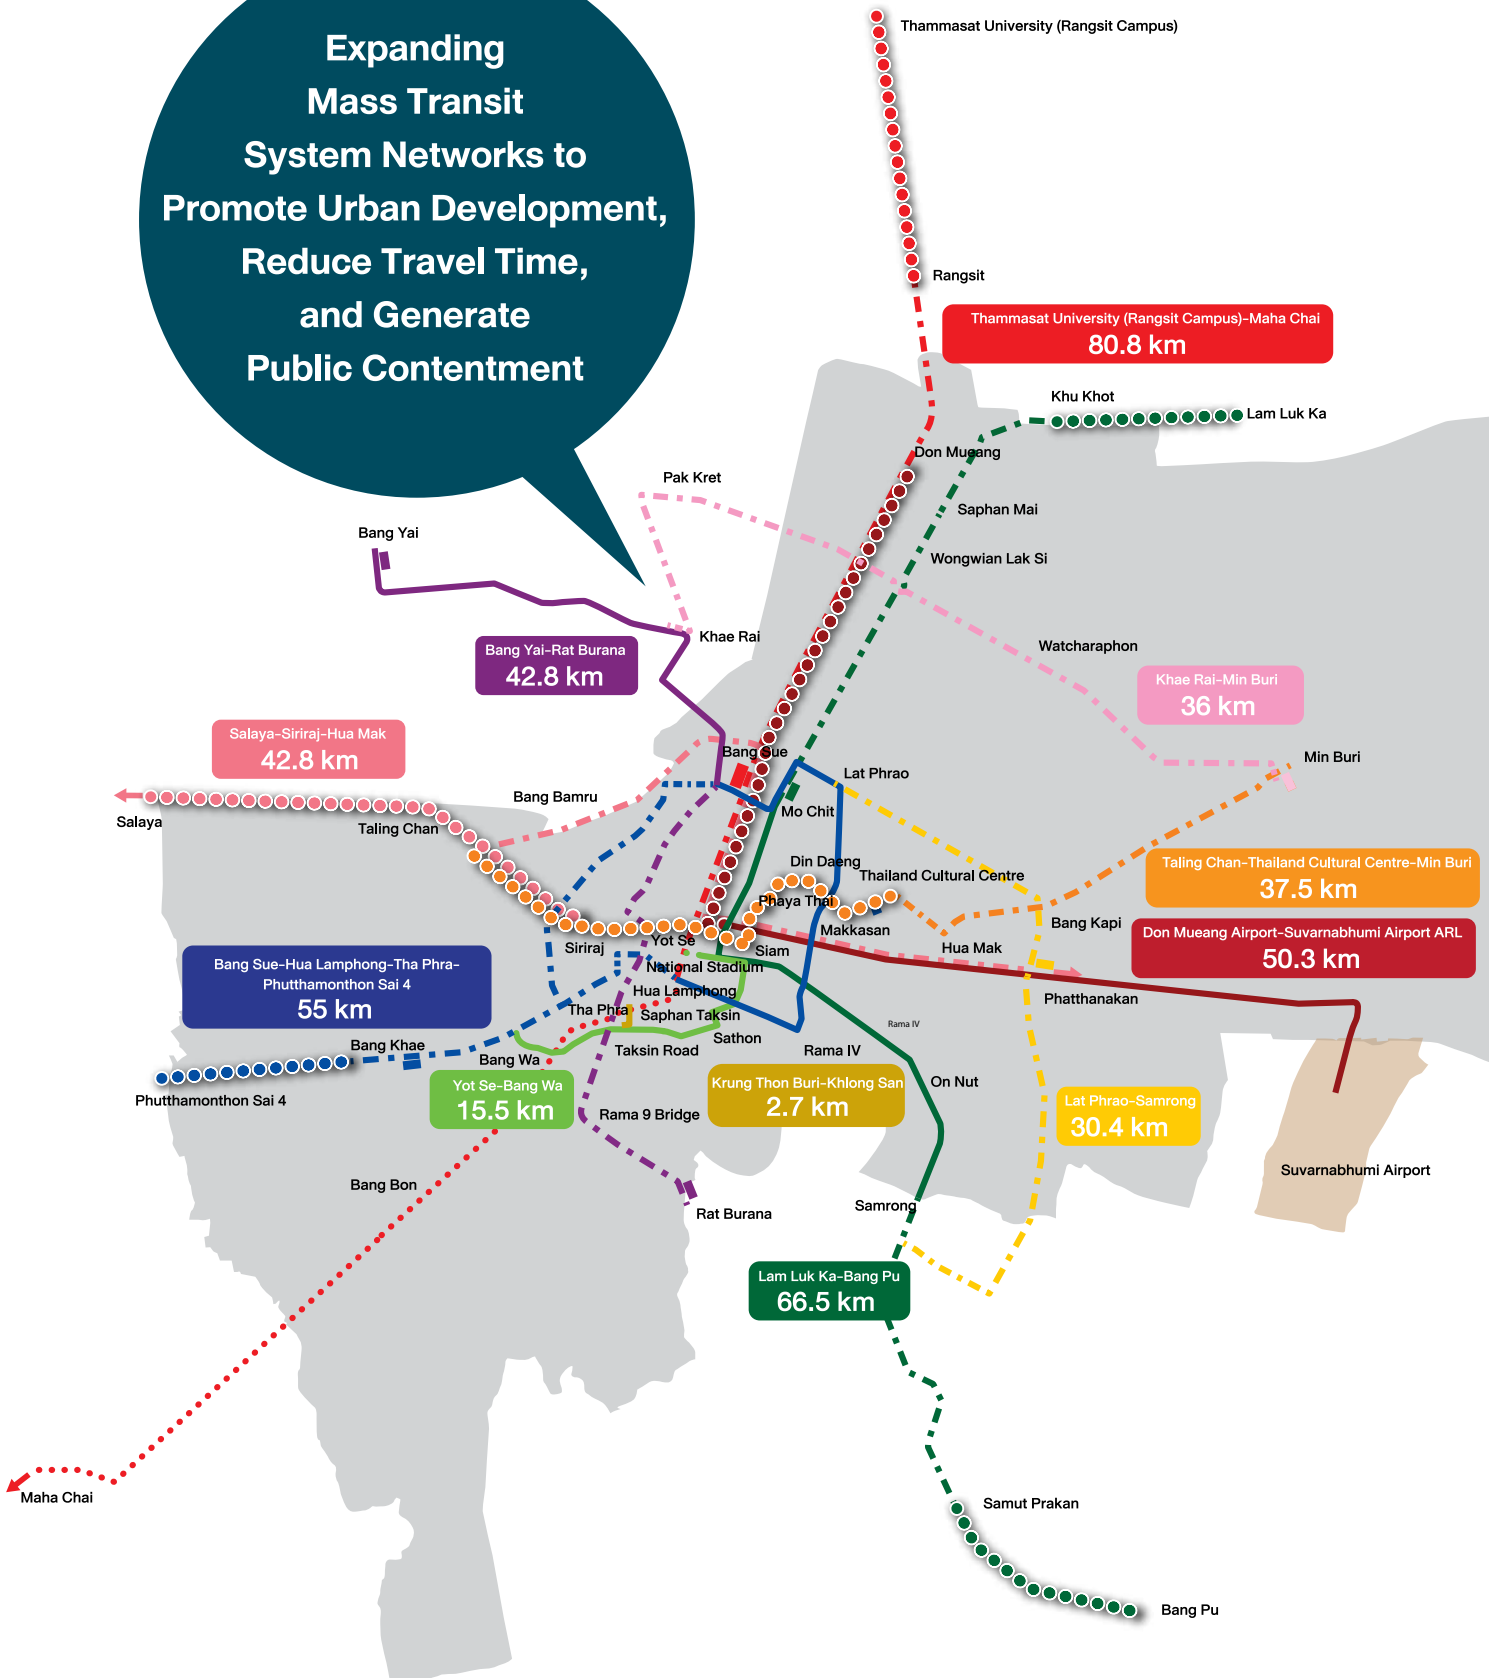 Expanding
Mass Transit
System Networks to
Promote Urban Development,
Reduce Travel Time,
and Generate
Public Contentment
Thammasat University (Rangsit Campus)
Rangsit
Thammasat University (Rangsit Campus)-Maha Chai
80.8 km
Khu Khot
Lam Luk Ka
Don Mueang
Pak Kret
Saphan Mai
Bang Yai
Wongwian Lak Si
Khae Rai
Bang Yai-Rat Burana
42.8 km
Watcharaphon
Khae Rai-Min Buri
36 km
Salaya-Siriraj-Hua Mak
42.8 km
Bang Sue
Min Buri
Lat Phrao
Bang Bamru
Salaya
Taling Chan
Mo Chit
Din Daeng
Thailand Cultural Centre
Taling Chan-Thailand Cultural Centre-Min Buri
37.5 km
Phaya Thai
Makkasan
Bang Kapi
Siriraj
Yot Se
Siam
Hua Mak
Don Mueang Airport-Suvarnabhumi Airport ARL
50.3 km
National Stadium
Bang Sue-Hua Lamphong-Tha Phra-
Phutthamonthon Sai 4
55 km
Hua Lamphong
Phatthanakan
Tha Phra
Saphan Taksin
Rama IV
Sathon
Bang Khae
Bang Wa
Taksin Road
Rama IV
Phutthamonthon Sai 4
Yot Se-Bang Wa
15.5 km
Krung Thon Buri-Khlong San
2.7 km
On Nut
Lat Phrao-Samrong
30.4 km
Rama 9 Bridge
Suvarnabhumi Airport
Bang Bon
Rat Burana
Samrong
Lam Luk Ka-Bang Pu
66.5 km
Maha Chai
Samut Prakan
Bang Pu